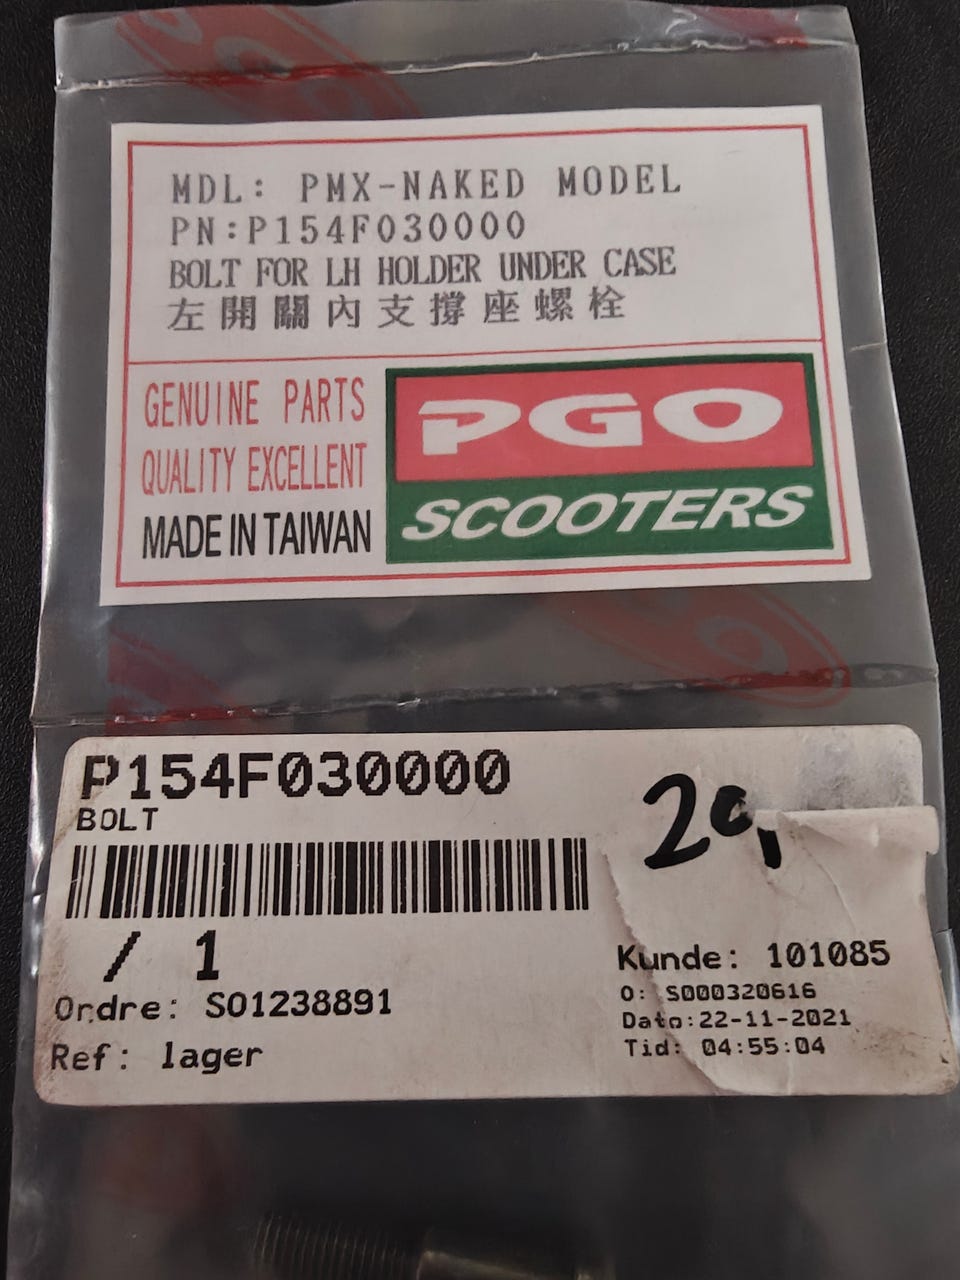 MDL: PMX-NAKED MODEL
PN:P154F030000
BOLT FOR LH HOLDER UNDER CASE
左開關內支撐座螺栓
GENUINE PARTS
QUALITY EXCELLENT
MADE IN TAIWAN
PGO
SCOOTERS
P154F030000
BOLT
/ 1
Ordre: SO1238891
Ref: lager
Kunde: 101085
O: S000320616
Dato:22-11-2021
Tid: 04:55:04